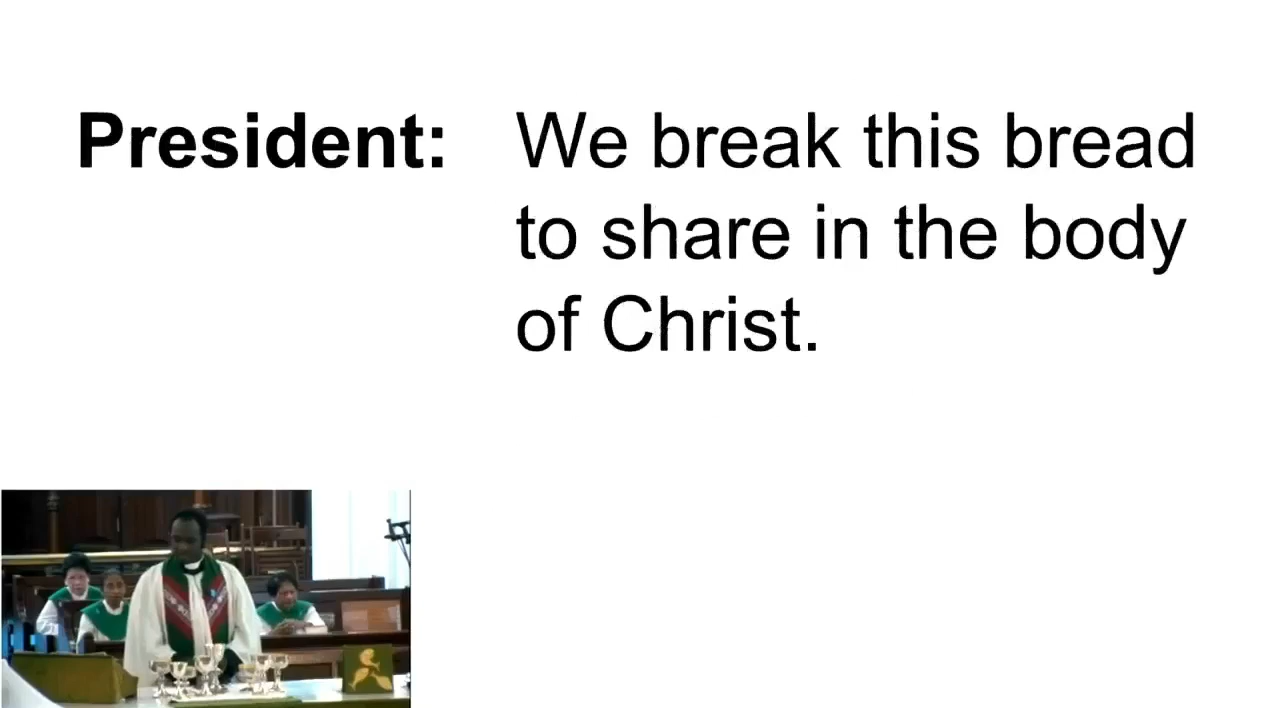 President: We break this bread
to share in the body
of Christ.